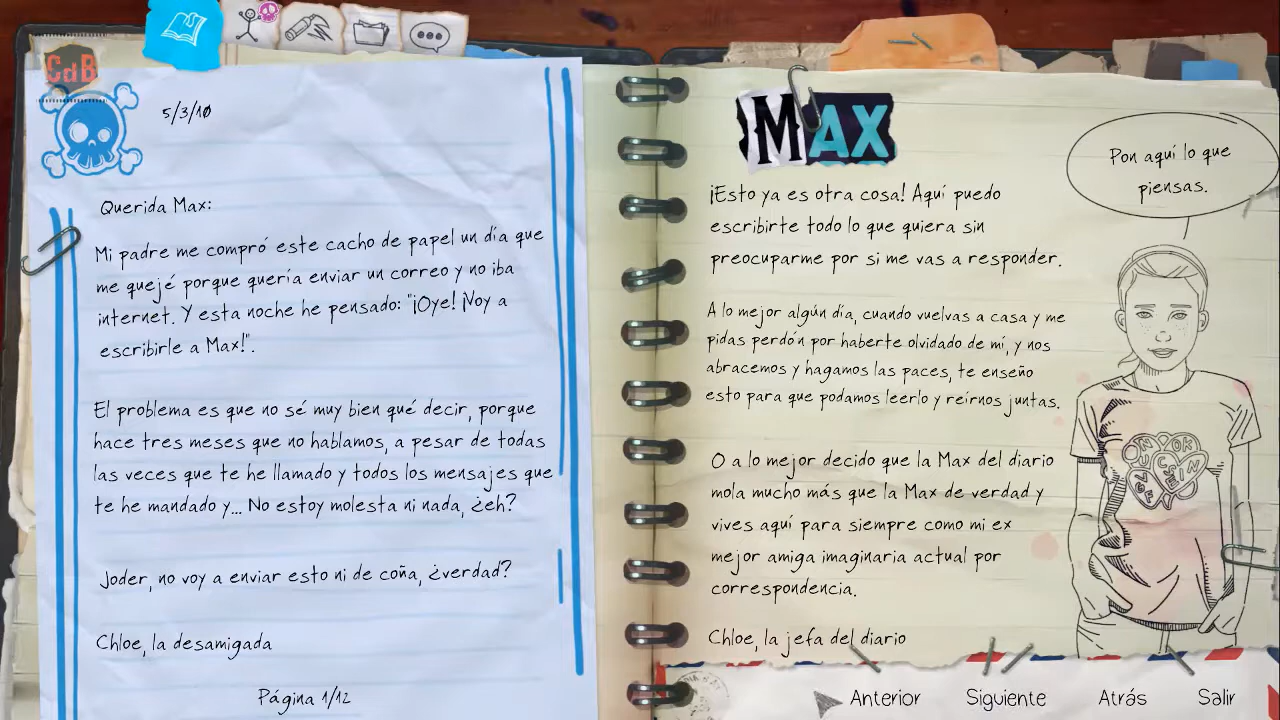 CdB
5/3/10
Querida Max:
Mi padre me compró este cacho de papel un día que
me quejé porque quería enviar un correo y no iba
internet. Y esta noche he pensado: "¡Oye! ¡Voy a
escribirle a Max!".
El problema es que no sé muy bien qué decir, porque
hace tres meses que no hablamos, a pesar de todas
las veces que te he llamado y todos los mensajes que
te he mandado y... No estoy molesta ni nada, ¿eh?
Joder, no voy a enviar esto ni de coña, ¿verdad?
Chloe, la desamigada
Página 1/12
MAX
¡Esto ya es otra cosa! Aquí puedo
escribirte todo lo que quiera sin
preocuparme por si me vas a responder.
A lo mejor algún día, cuando vuelvas a casa y me
pidas perdón por haberte olvidado de mí, y nos
abracemos y hagamos las paces, te enseño
esto para que podamos leerlo y reírnos juntas.
O a lo mejor decido que la Max del diario
mola mucho más que la Max de verdad y
vives aquí para siempre como mi ex
mejor amiga imaginaria actual por
correspondencia.
Chloe, la jefa del diario
Pon aquí lo que
piensas.
Anterior
Siguiente
Atrás
Salir